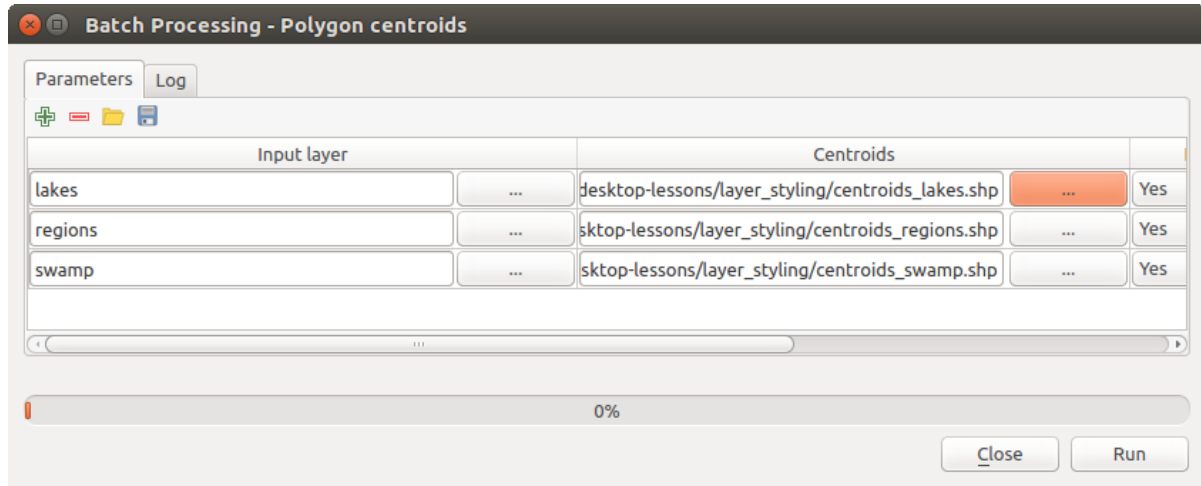 Batch Processing - Polygon centroids
Parameters Log
Input layer Centroids
lakes ... desktop-lessons/layer_styling/centroids_lakes.shp ... Yes
regions ... sktop-lessons/layer_styling/centroids_regions.shp ... Yes
swamp ... sktop-lessons/layer_styling/centroids_swamp.shp ... Yes
0%
Close Run